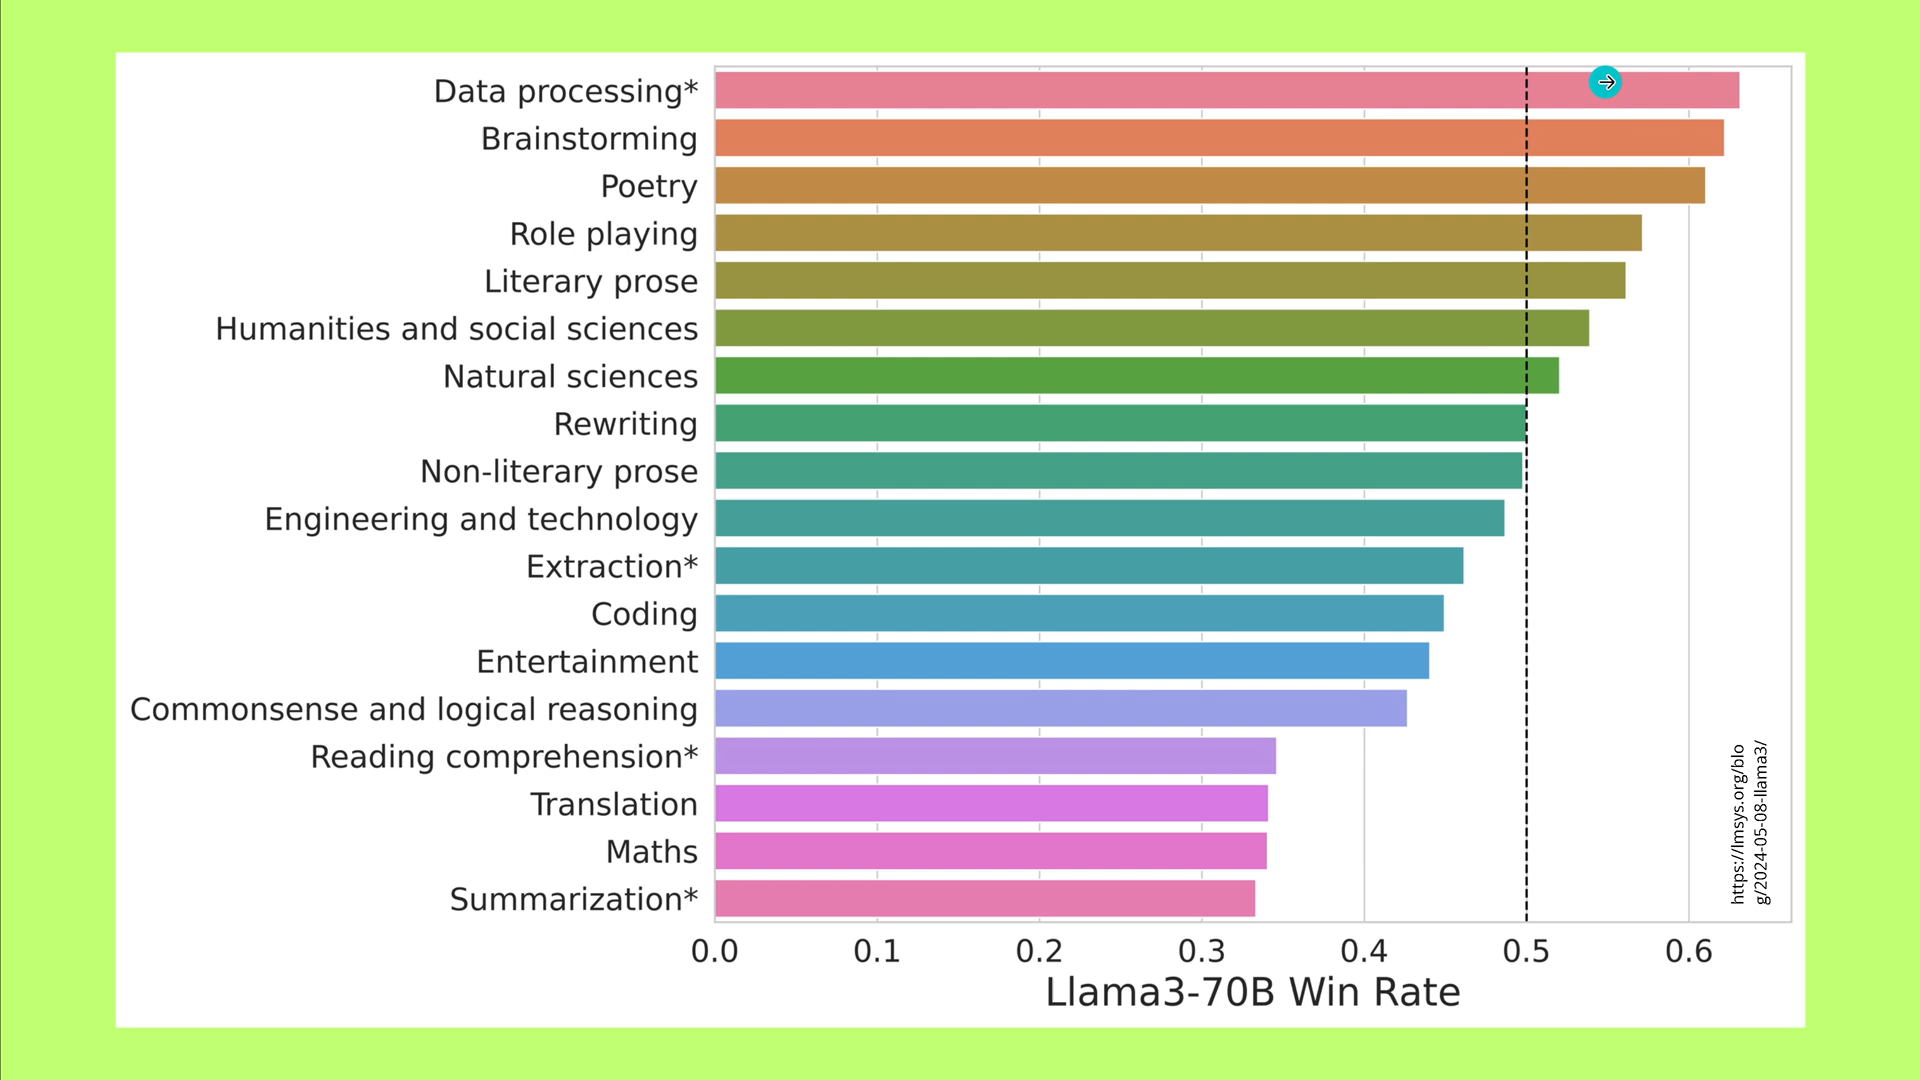 Data processing*
Brainstorming
Poetry
Role playing
Literary prose
Humanities and social sciences
Natural sciences
Rewriting
Non-literary prose
Engineering and technology
Extraction*
Coding
Entertainment
Commonsense and logical reasoning
Reading comprehension*
Translation
Maths
Summarization*
0.0 0.1 0.2 0.3 0.4 0.5 0.6
Llama3-70B Win Rate
https://lmsys.org/blo
g/2024-05-08-llama3/